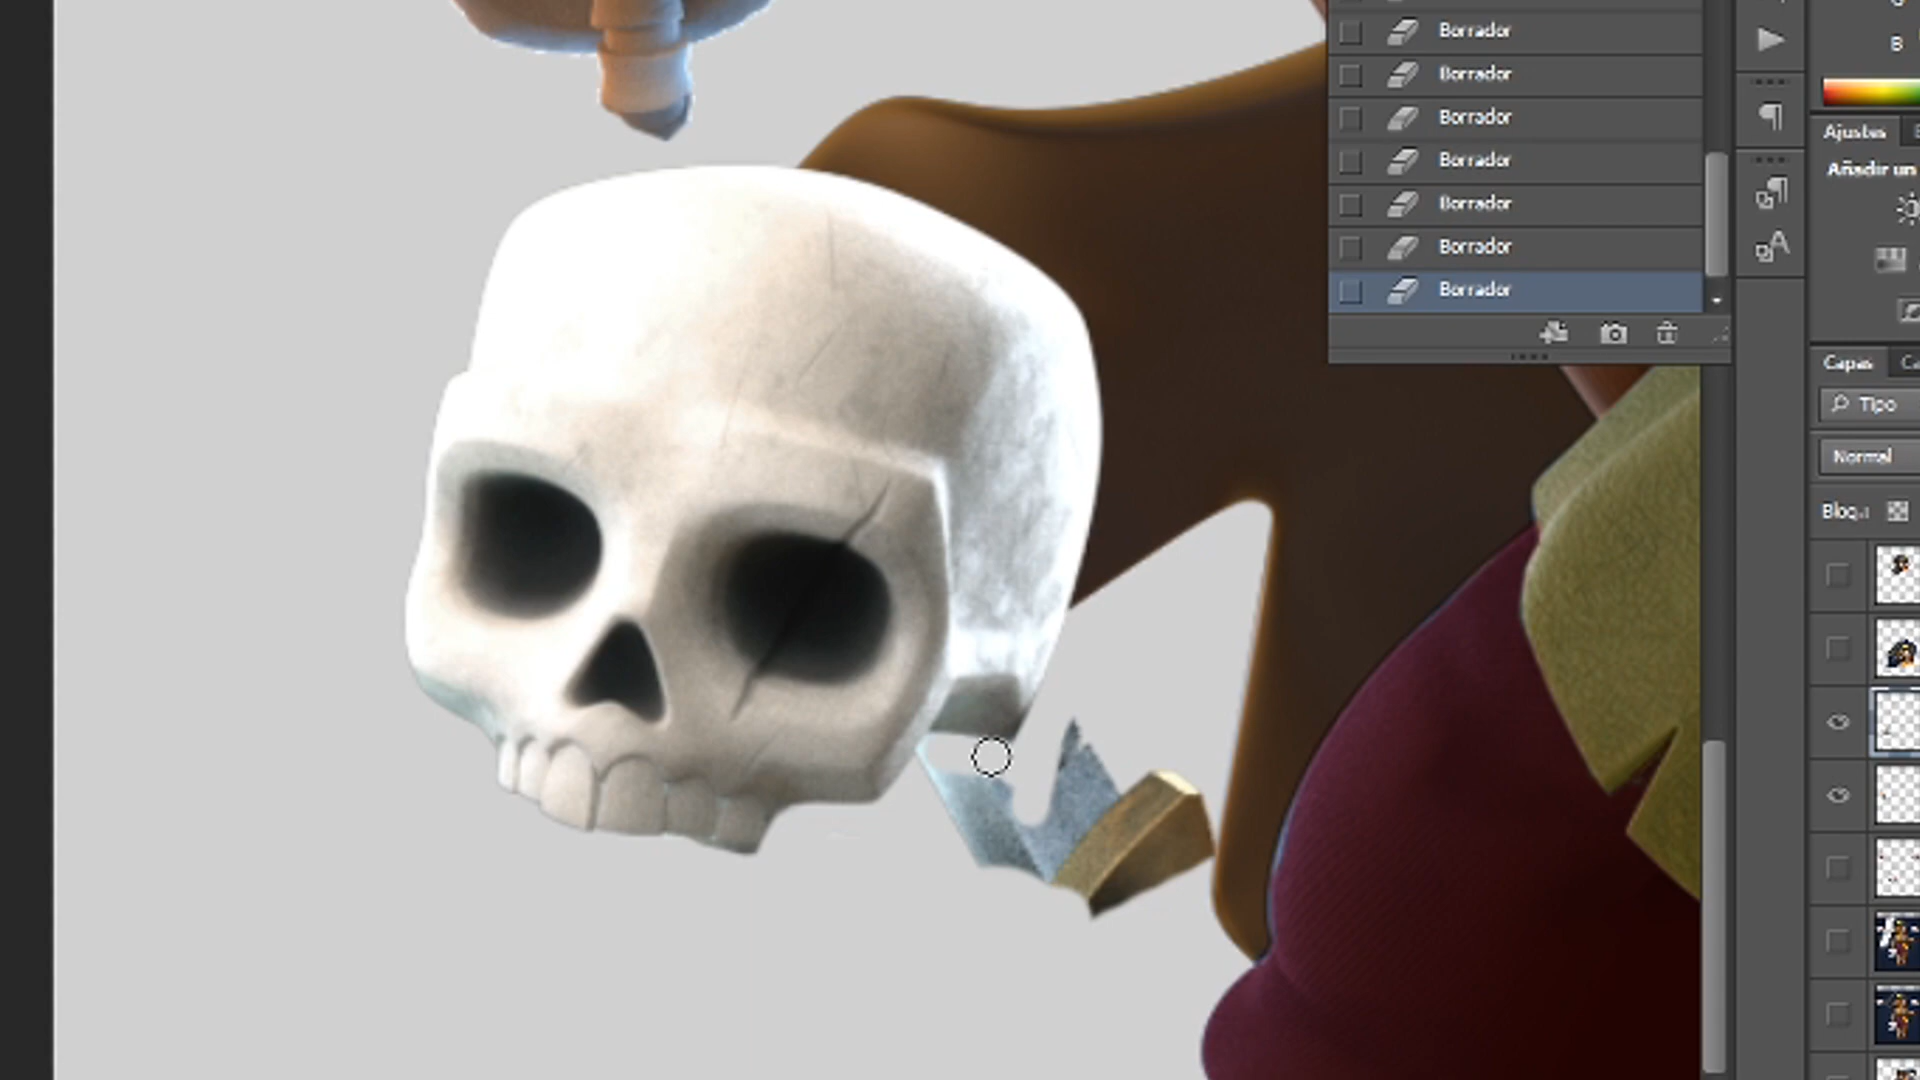 Borrador
Borrador
Borrador
Borrador
Borrador
Borrador
Borrador
B
Ajustes
Añadir un
Capas
Tipo
Normal
Bloq.: